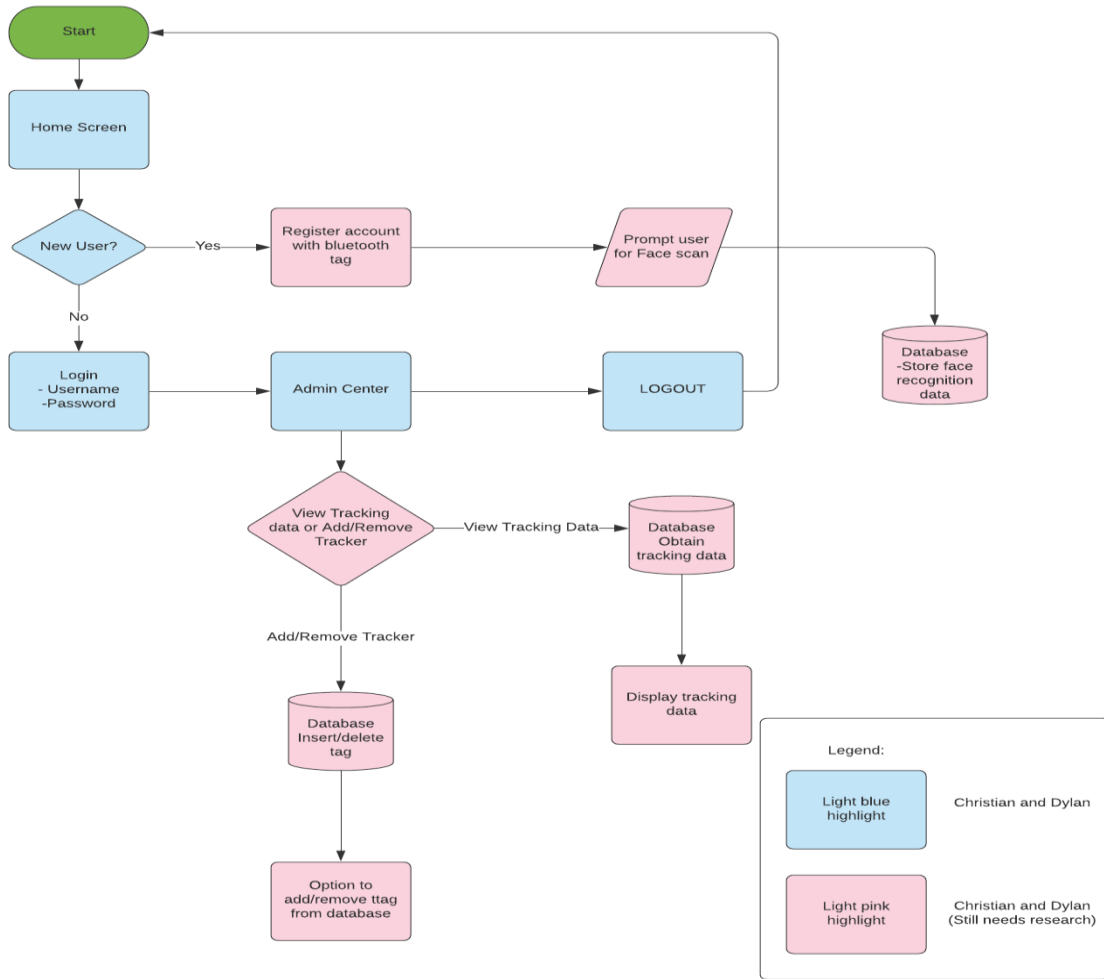 Start
Home Screen
New User?
Yes
Register account
with bluetooth
tag
Prompt user
for Face scan
No
Database
-Store face
recognition
data
Login
- Username
-Password
Admin Center
LOGOUT
View Tracking
data or Add/Remove
Tracker
View Tracking Data
Database
Obtain
tracking data
Add/Remove Tracker
Display tracking
data
Database
Insert/delete
tag
Option to
add/remove ttag
from database
Legend:
Light blue
highlight
Christian and Dylan
Light pink
highlight
Christian and Dylan
(Still needs research)